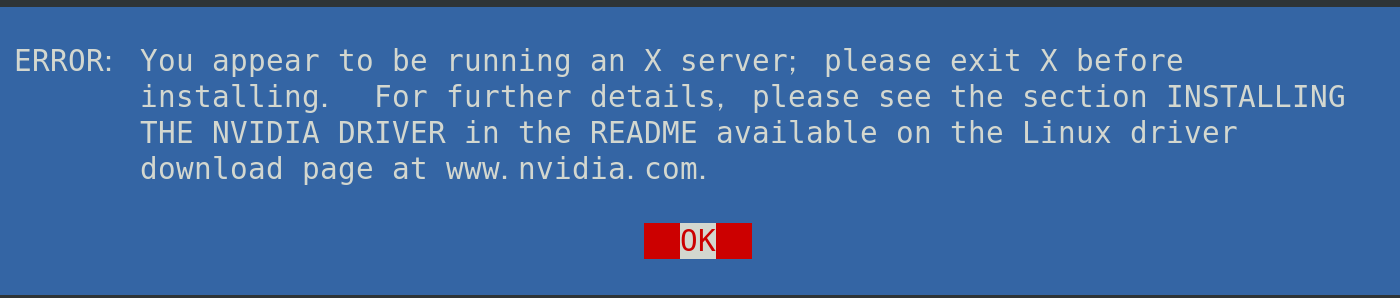 ERROR: You appear to be running an X server; please exit X before
installing.  For further details, please see the section INSTALLING
THE NVIDIA DRIVER in the README available on the Linux driver
download page at www.nvidia.com.
OK